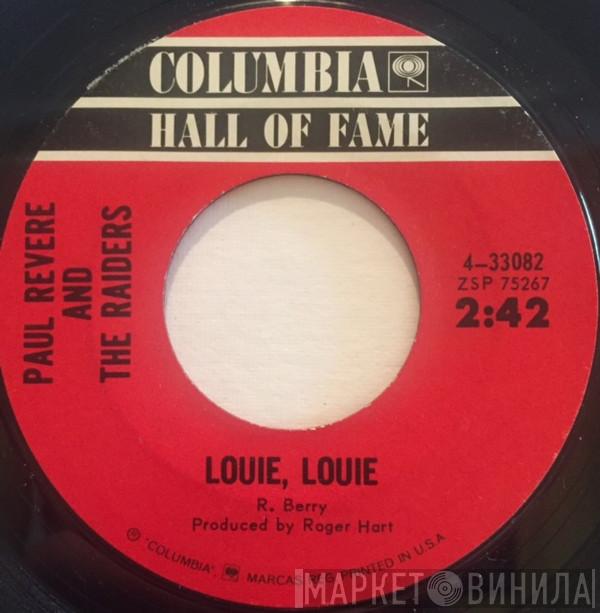 COLUMBIA
HALL OF FAME
PAUL REVERE
AND
THE RAIDERS
4-33082
ZSP 75267
2:42
LOUIE, LOUIE
R. Berry
Produced by Roger Hart
℗ "COLUMBIA", MARCAS REG. PRINTED IN U.S.A.
МАРКЕТ ВИНИЛА